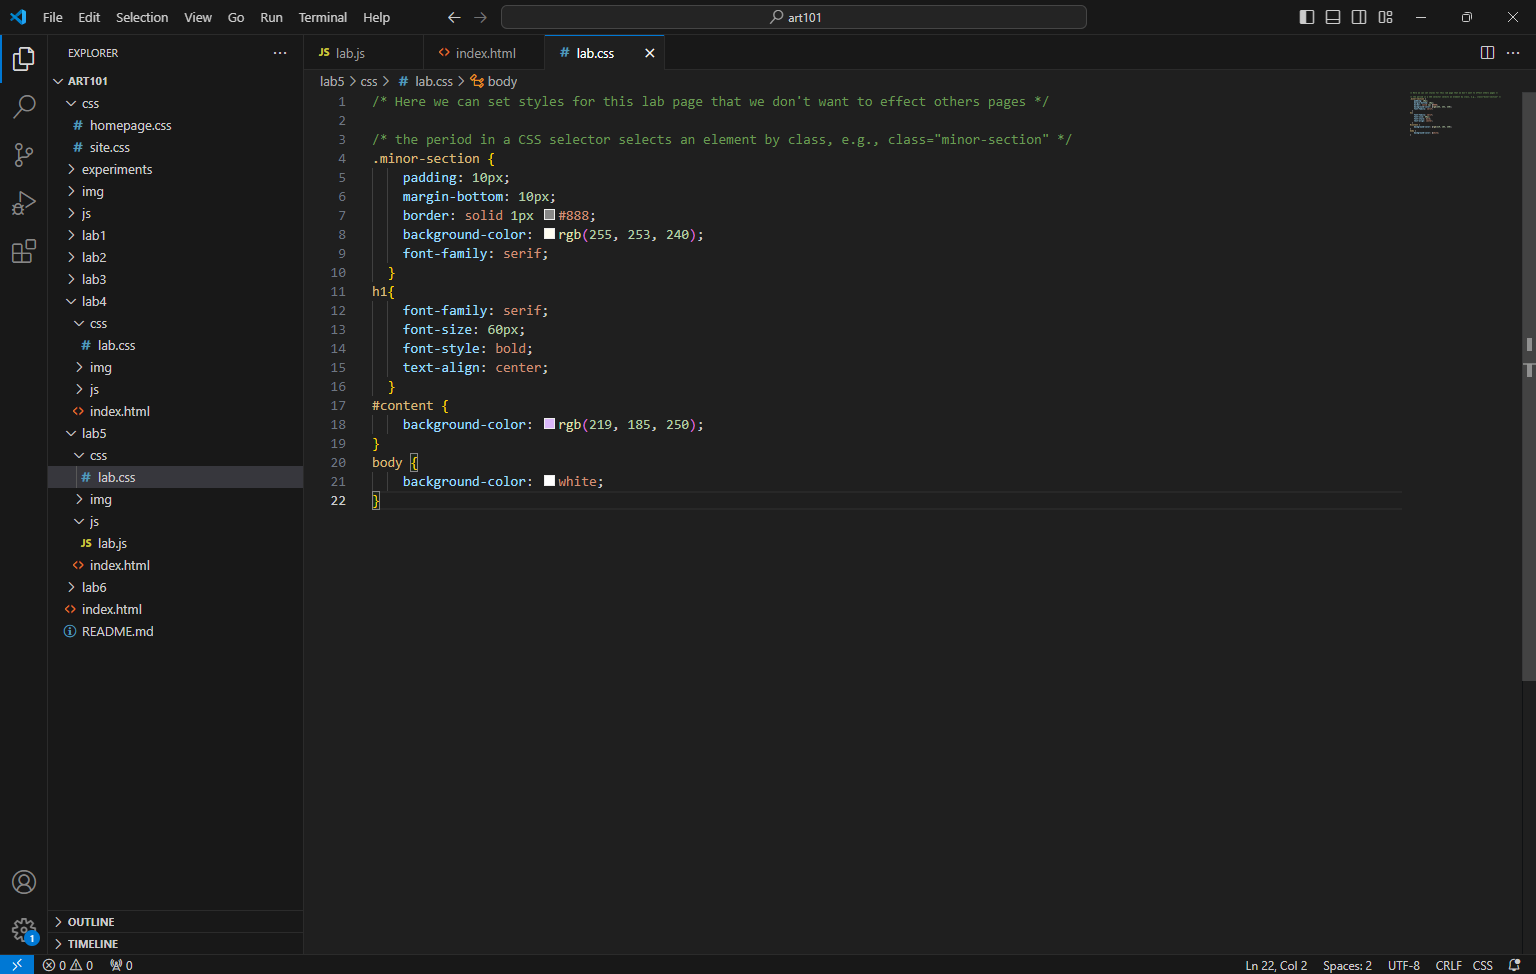 File Edit Selection View Go Run Terminal Help
art101
EXPLORER
ART101
css
# homepage.css
# site.css
experiments
img
js
lab1
lab2
lab3
lab4
css
# lab.css
img
js
<> index.html
lab5
css
# lab.css
img
js
JS lab.js
<> index.html
lab6
<> index.html
README.md
OUTLINE
TIMELINE
JS lab.js <> index.html # lab.css
lab5 > css > # lab.css > body
1 /* Here we can set styles for this lab page that we don't want to effect others pages */
2
3 /* the period in a CSS selector selects an element by class, e.g., class="minor-section" */
4 .minor-section {
5 padding: 10px;
6 margin-bottom: 10px;
7 border: solid 1px #888;
8 background-color: rgb(255, 253, 240);
9 font-family: serif;
10 }
11 h1{
12 font-family: serif;
13 font-size: 60px;
14 font-style: bold;
15 text-align: center;
16 }
17 #content {
18 background-color: rgb(219, 185, 250);
19 }
20 body {
21 background-color: white;
22 }
1
0 0 0
Ln 22, Col 2 Spaces: 2 UTF-8 CRLF CSS